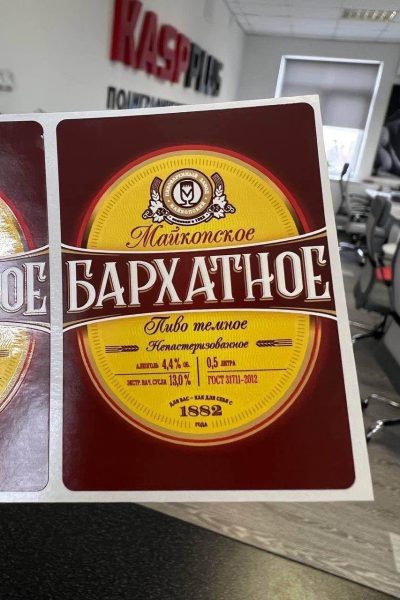 KASPPLUS
Майкопское
БАРХАТНОЕ
ОЕ
Пиво темное
Непастеризованное
АЛКОГОЛЬ 4,4% ОБ.
0,5 ЛИТРА
ЭКСТР. НАЧ. СУСЛА 13,0%
ГОСТ 31711-2012
ДЛЯ ВАС - КАК ДЛЯ СЕБЯ С
1882
ГОДА